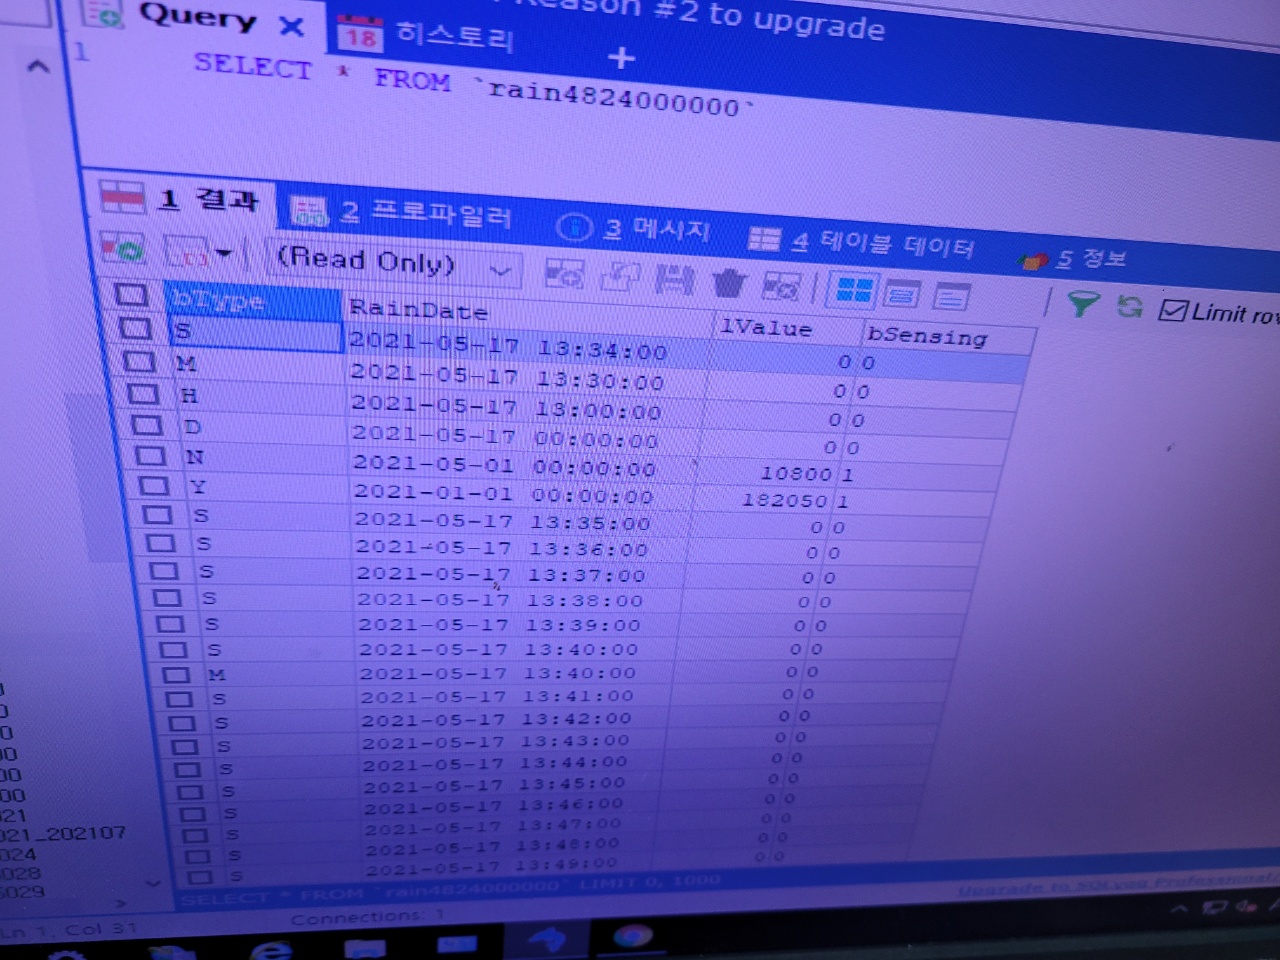 Reason #2 to upgrade
Query
18 히스토리 +
1 SELECT * FROM `rain4824000000`
1 결과 2 프로파일러 3 메시지 4 테이블 데이터 5 정보
(Read Only) Limit
bType RainDate lValue bSensing
S 2021-05-17 13:34:00 0 0
M 2021-05-17 13:30:00 0 0
H 2021-05-17 13:00:00 0 0
D 2021-05-17 00:00:00 0 0
N 2021-05-01 00:00:00 10800 1
Y 2021-01-01 00:00:00 182050 1
S 2021-05-17 13:35:00 0 0
S 2021-05-17 13:36:00 0 0
S 2021-05-17 13:37:00 0 0
S 2021-05-17 13:38:00 0 0
S 2021-05-17 13:39:00 0 0
S 2021-05-17 13:40:00 0 0
M 2021-05-17 13:40:00 0 0
S 2021-05-17 13:41:00 0 0
S 2021-05-17 13:42:00 0 0
S 2021-05-17 13:43:00 0 0
S 2021-05-17 13:44:00 0 0
S 2021-05-17 13:45:00 0 0
S 2021-05-17 13:46:00 0 0
S 2021-05-17 13:47:00 0 0
S 2021-05-17 13:48:00 0 0
S 2021-05-17 13:49:00 0 0
021_202107
024
028
5029
SELECT * FROM `rain4824000000` LIMIT 0, 1000
Upgrade to SQLyog Professional
Ln 1, Col 31 Connections: 1